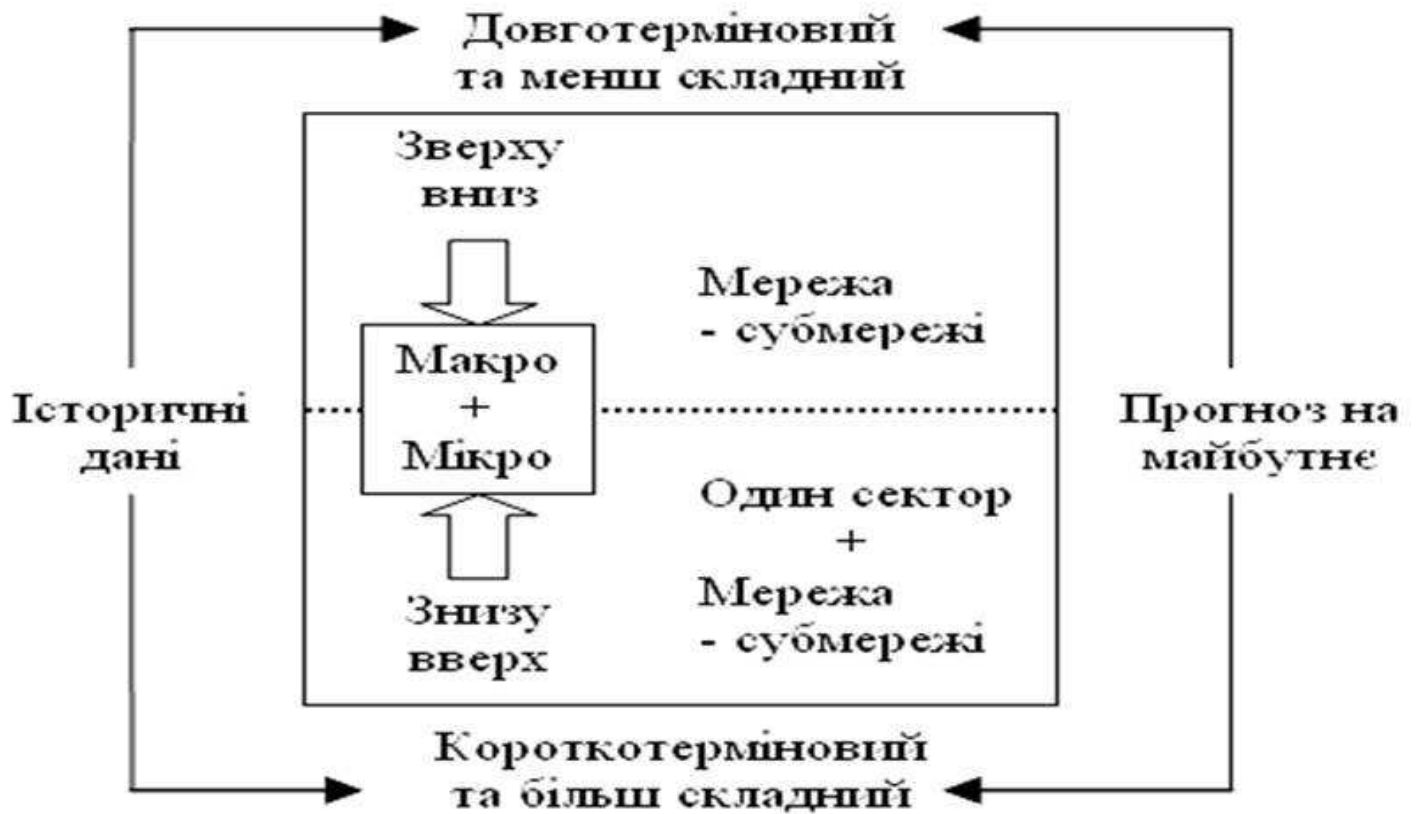 Довготерміновий
та менш складний
Зверху
вниз
Мережа
- субмережі
Макро
+
Мікро
Історичні
дані
Прогноз на
майбутнє
Один сектор
+
Мережа
- субмережі
Знизу
вверх
Короткотерміновий
та більш складний